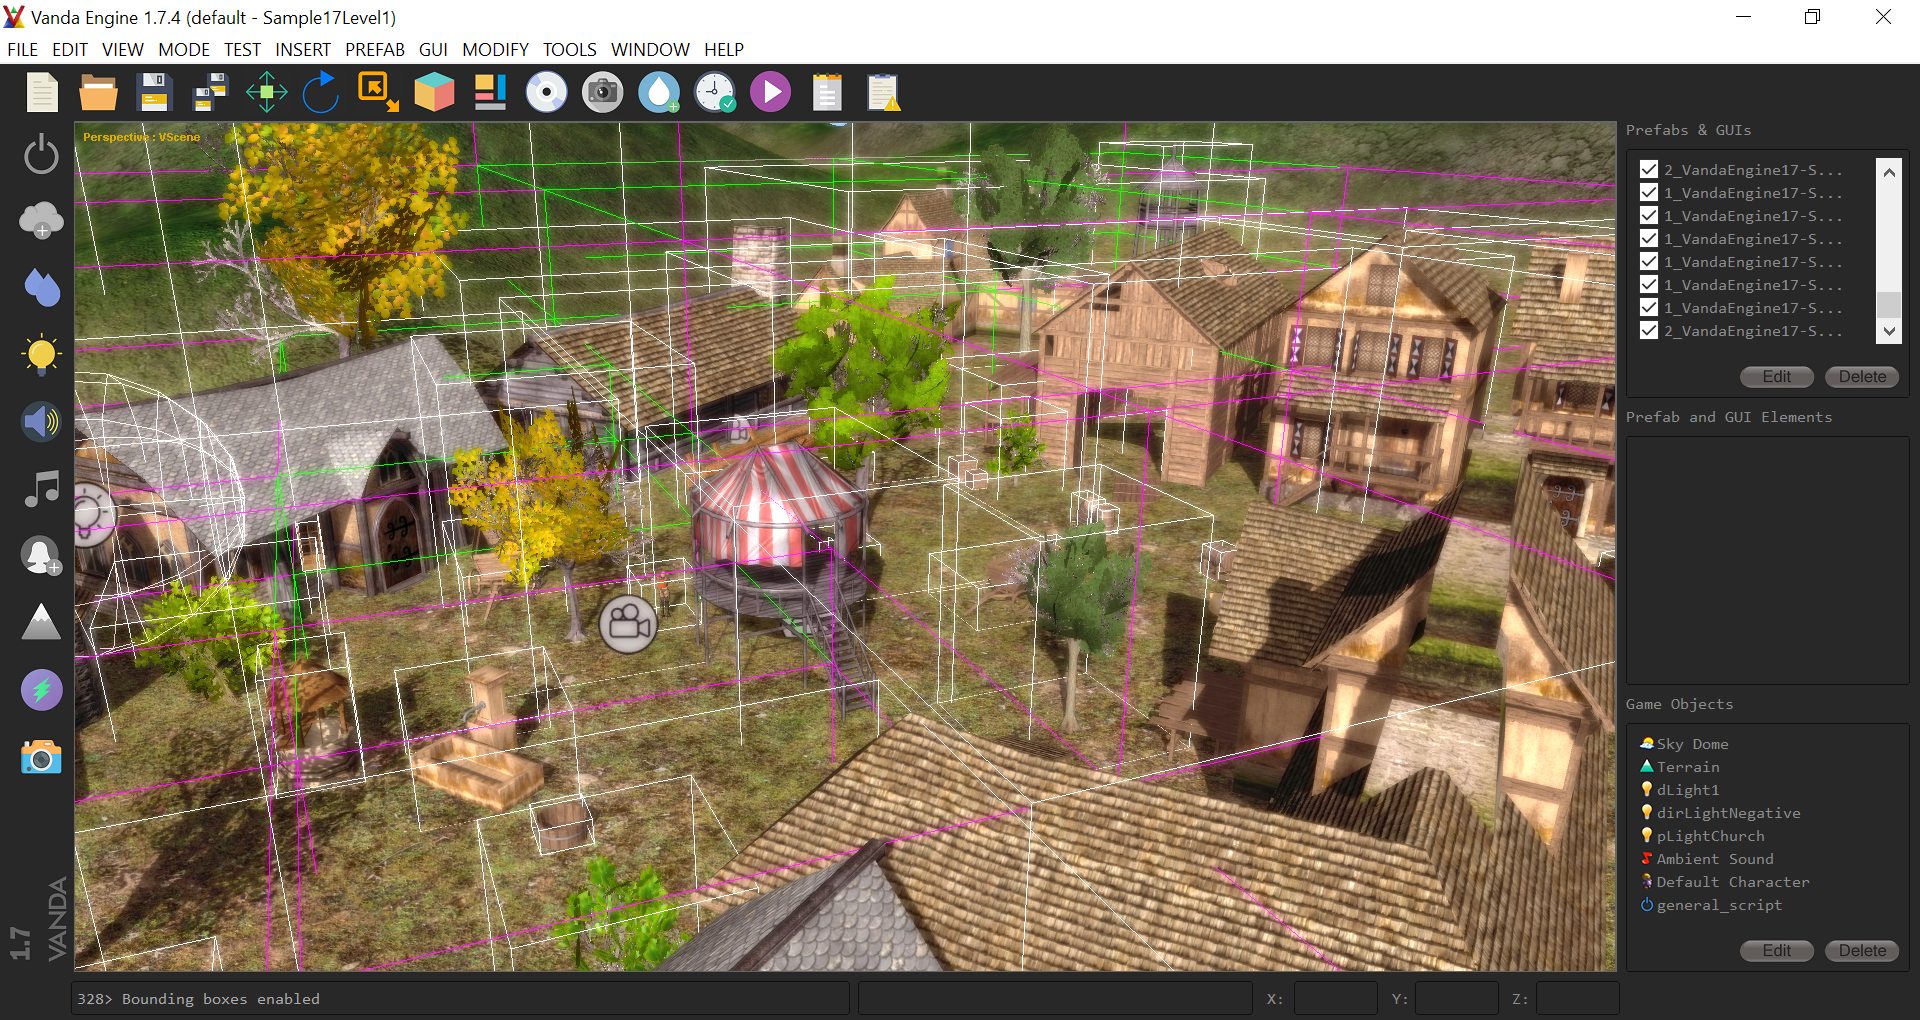 Vanda Engine 1.7.4 (default - Sample17Level1)
FILE EDIT VIEW MODE TEST INSERT PREFAB GUI MODIFY TOOLS WINDOW HELP
Perspective : VScene
Prefabs & GUIs
2_VandaEngine17-S...
1_VandaEngine17-S...
1_VandaEngine17-S...
1_VandaEngine17-S...
1_VandaEngine17-S...
1_VandaEngine17-S...
1_VandaEngine17-S...
2_VandaEngine17-S...
Edit Delete
Prefab and GUI Elements
Game Objects
Sky Dome
Terrain
dLight1
dirLightNegative
pLightChurch
Ambient Sound
Default Character
general_script
Edit Delete
1.7 VANDA
328> Bounding boxes enabled
X: Y: Z: